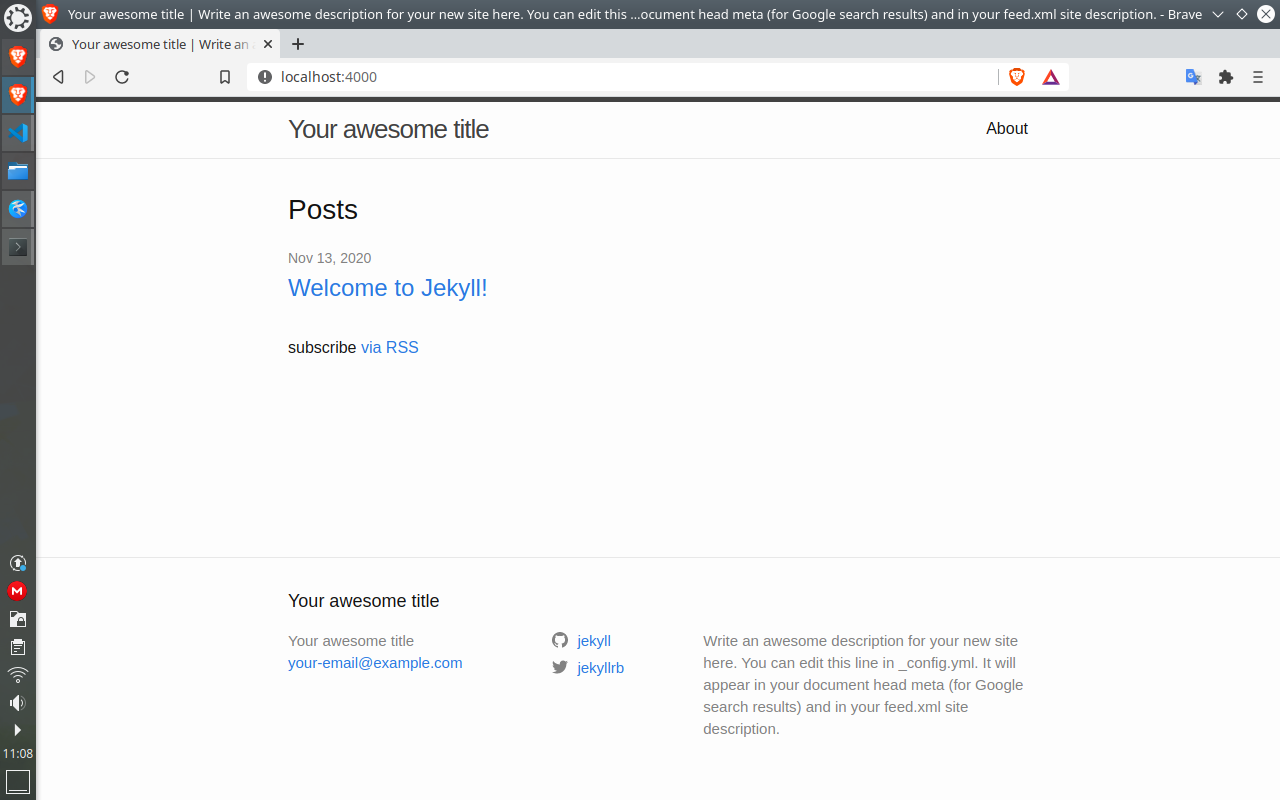 Your awesome title | Write an awesome description for your new site here. You can edit this ...ocument head meta (for Google search results) and in your feed.xml site description. - Brave
Your awesome title | Write an
localhost:4000
Your awesome title
About
Posts
Nov 13, 2020
Welcome to Jekyll!
subscribe via RSS
Your awesome title
Your awesome title
your-email@example.com
jekyll
jekyllrb
Write an awesome description for your new site
here. You can edit this line in _config.yml. It will
appear in your document head meta (for Google
search results) and in your feed.xml site
description.
11:08